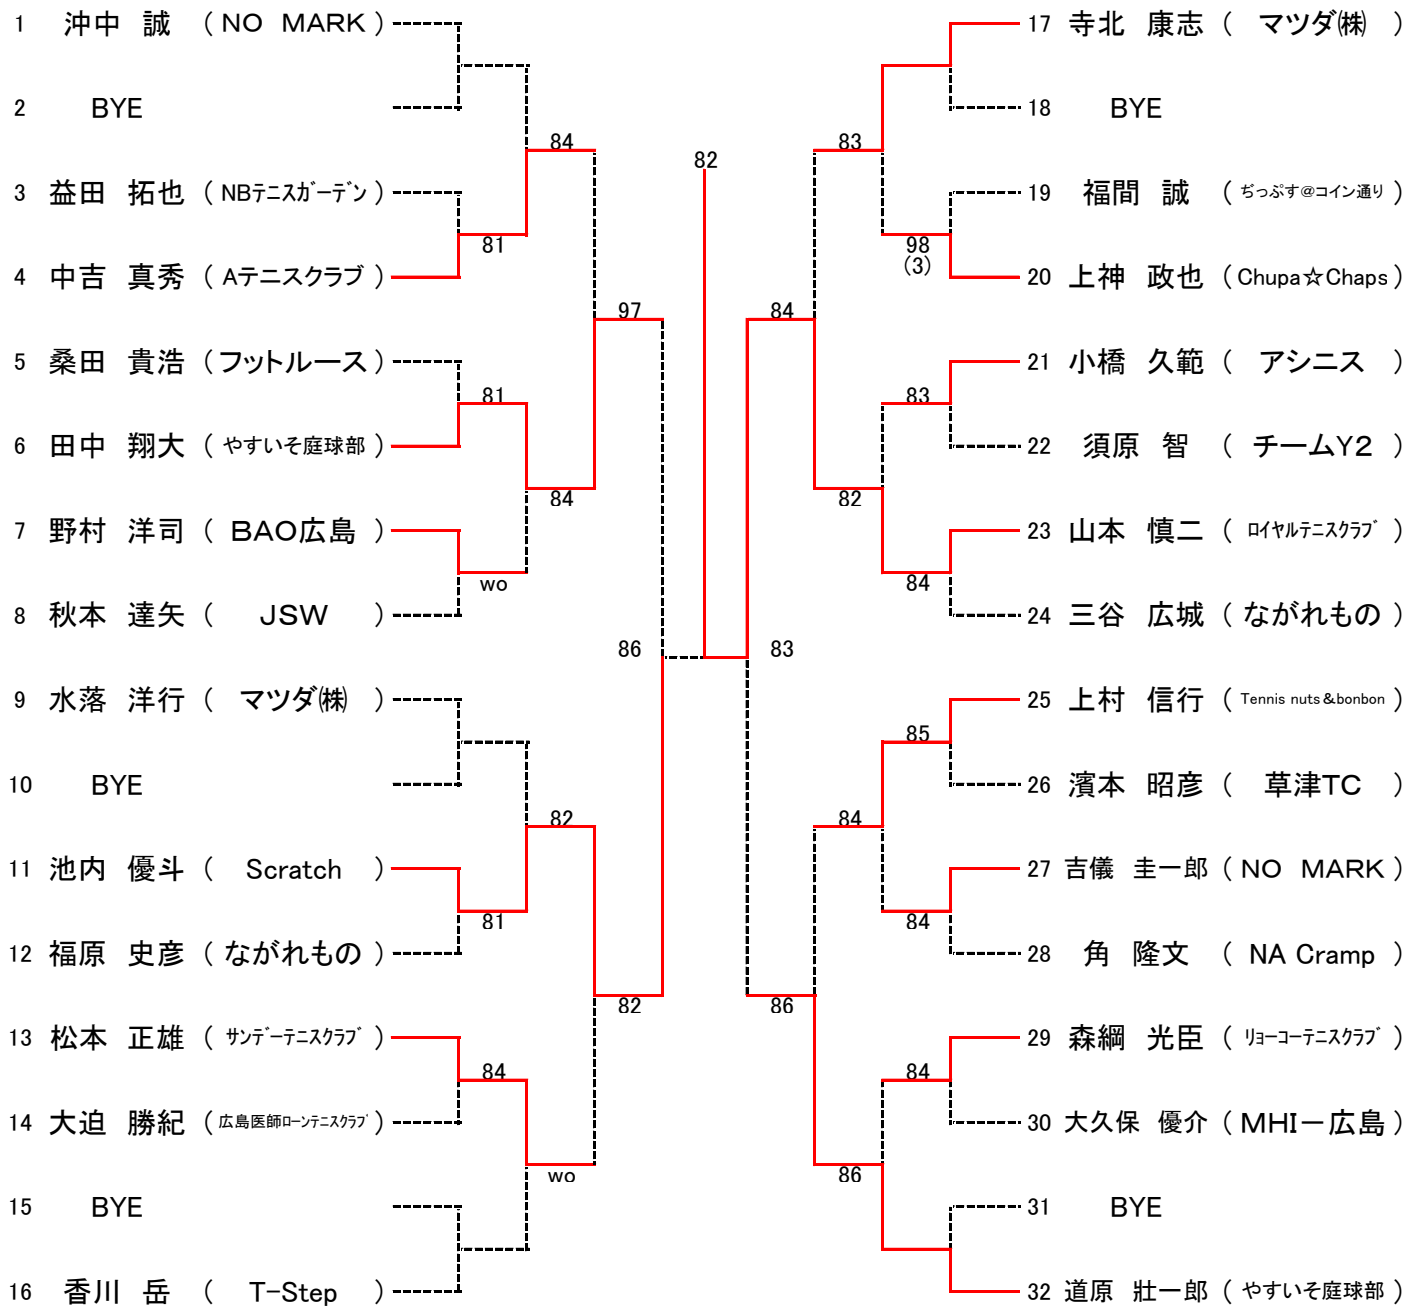 1 沖中 誠 ( NO MARK )
2 BYE
84
3 益田 拓也 ( NBテニスガーデン )
81
4 中吉 真秀 ( Aテニスクラブ )
97
5 桑田 貴浩 ( フットルース )
81
6 田中 翔大 ( やすいそ庭球部 )
84
7 野村 洋司 ( BAO広島 )
wo
8 秋本 達矢 ( JSW )
86
9 水落 洋行 ( マツダ㈱ )
10 BYE
82
11 池内 優斗 ( Scratch )
81
12 福原 史彦 ( ながれもの )
82
13 松本 正雄 ( サンデーテニスクラブ )
84
14 大迫 勝紀 ( 広島医師ローンテニスクラブ )
wo
15 BYE
16 香川 岳 ( T-Step )
82
17 寺北 康志 ( マツダ㈱ )
18 BYE
83
19 福間 誠 ( ぢっぷす@コイン通り )
98
(3)
20 上神 政也 ( Chupa☆Chaps )
84
21 小橋 久範 ( アシニス )
83
22 須原 智 ( チームY2 )
82
23 山本 慎二 ( ロイヤルテニスクラブ )
84
24 三谷 広城 ( ながれもの )
83
25 上村 信行 ( Tennis nuts&bonbon )
85
26 濱本 昭彦 ( 草津TC )
84
27 吉儀 圭一郎 ( NO MARK )
84
28 角 隆文 ( NA Cramp )
86
29 森綱 光臣 ( リョーコーテニスクラブ )
84
30 大久保 優介 ( MHI－広島 )
86
31 BYE
32 道原 壯一郎 ( やすいそ庭球部 )